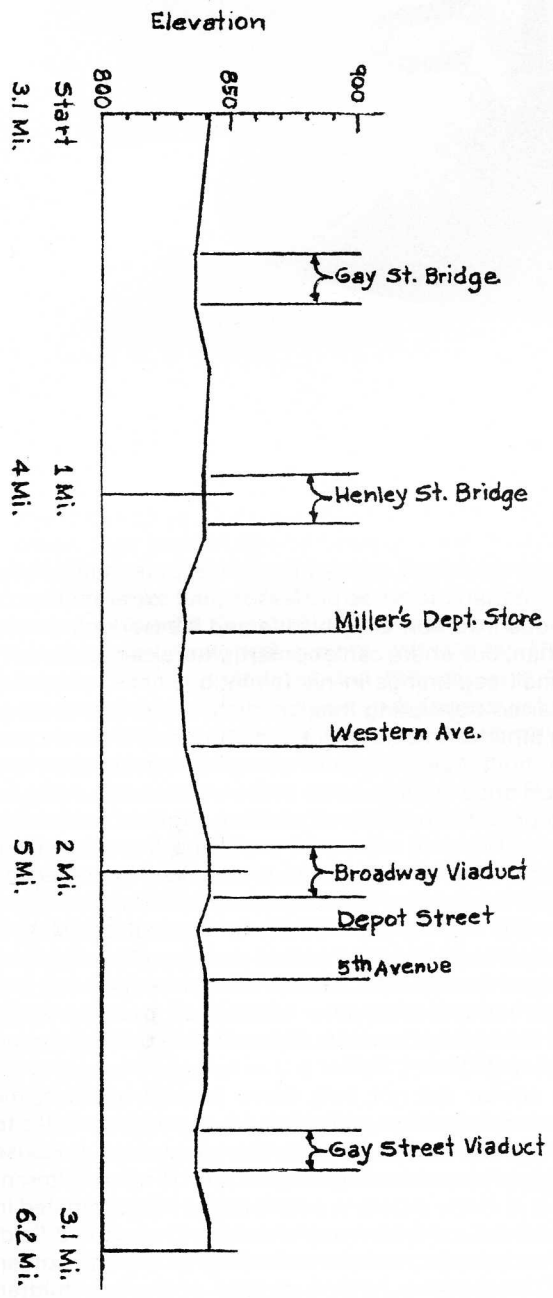 Elevation
900
850
800
Start
3.1 Mi.
Gay St. Bridge
1 Mi.
4 Mi.
Henley St. Bridge
Miller's Dept. Store
Western Ave.
2 Mi.
5 Mi.
Broadway Viaduct
Depot Street
5th Avenue
Gay Street Viaduct
3.1 Mi.
6.2 Mi.